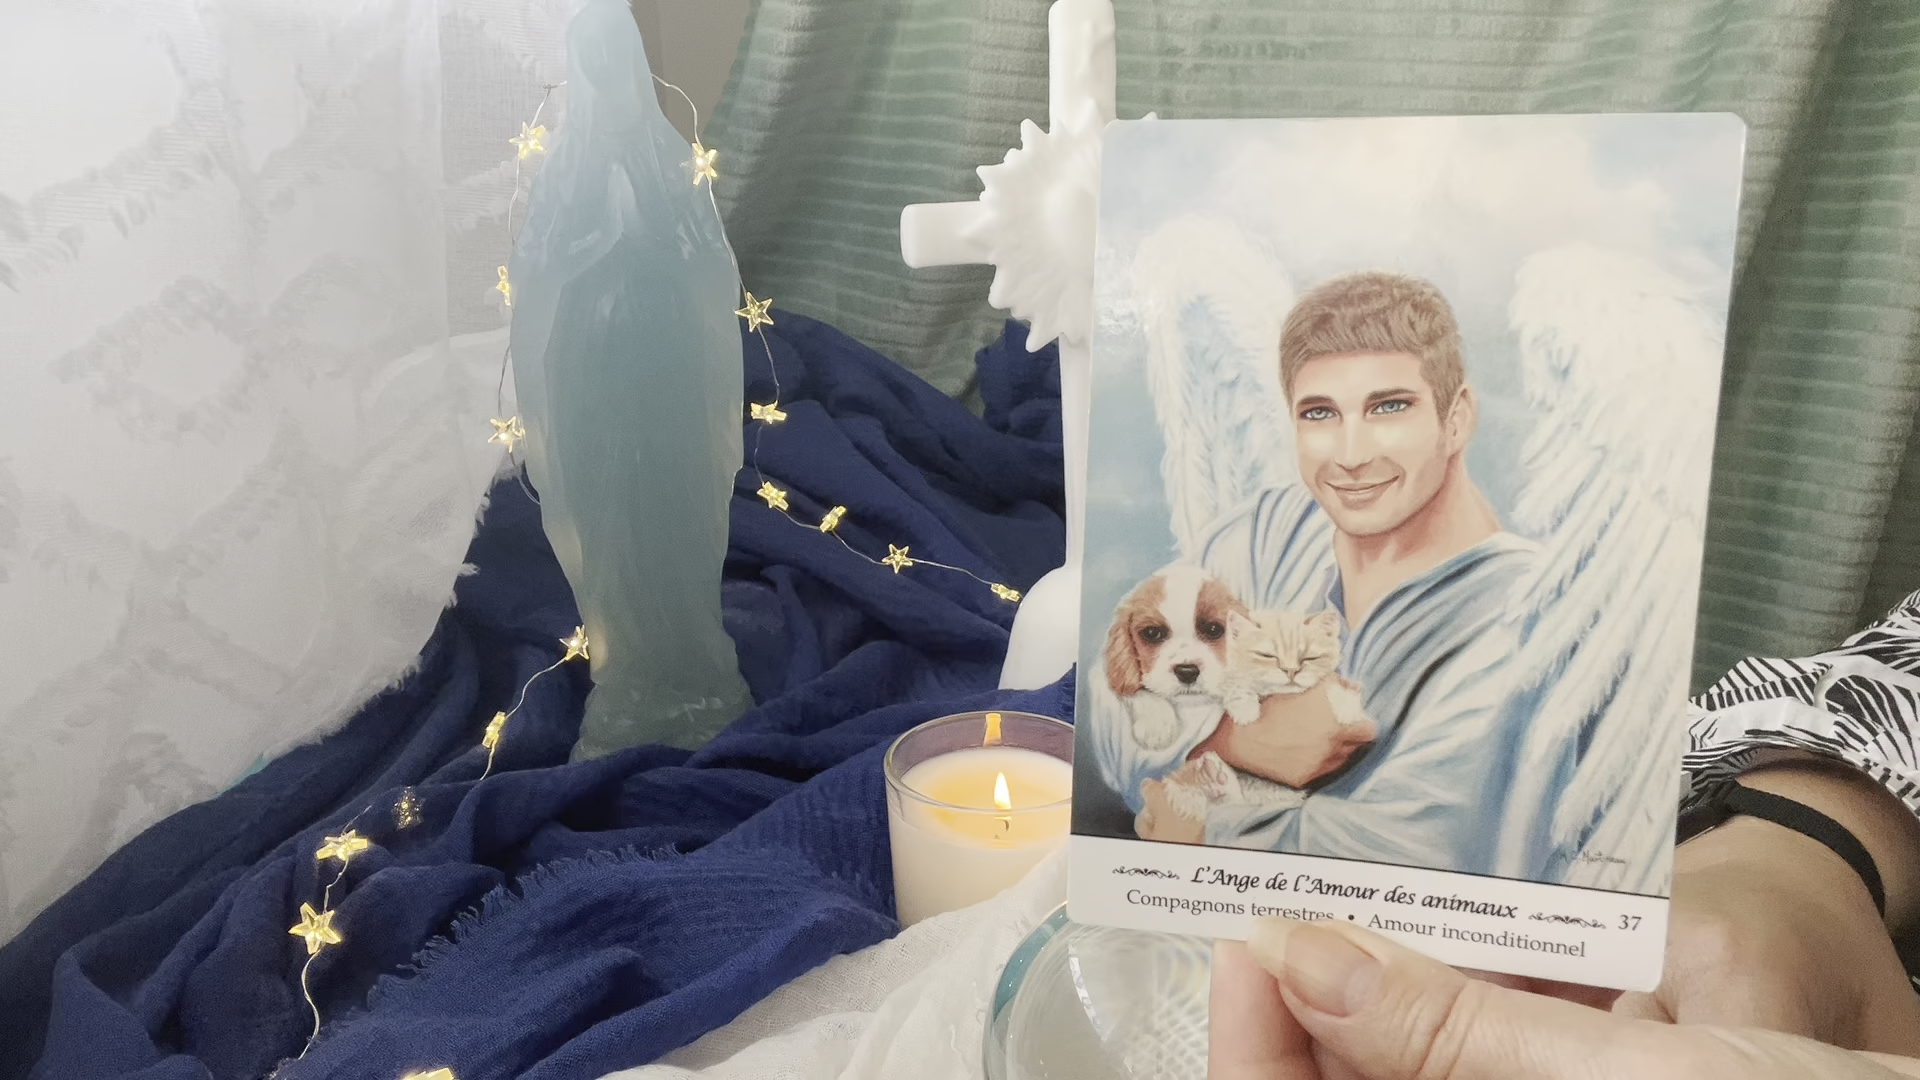 L'Ange de l'Amour des animaux 37
Compagnons terrestres • Amour inconditionnel